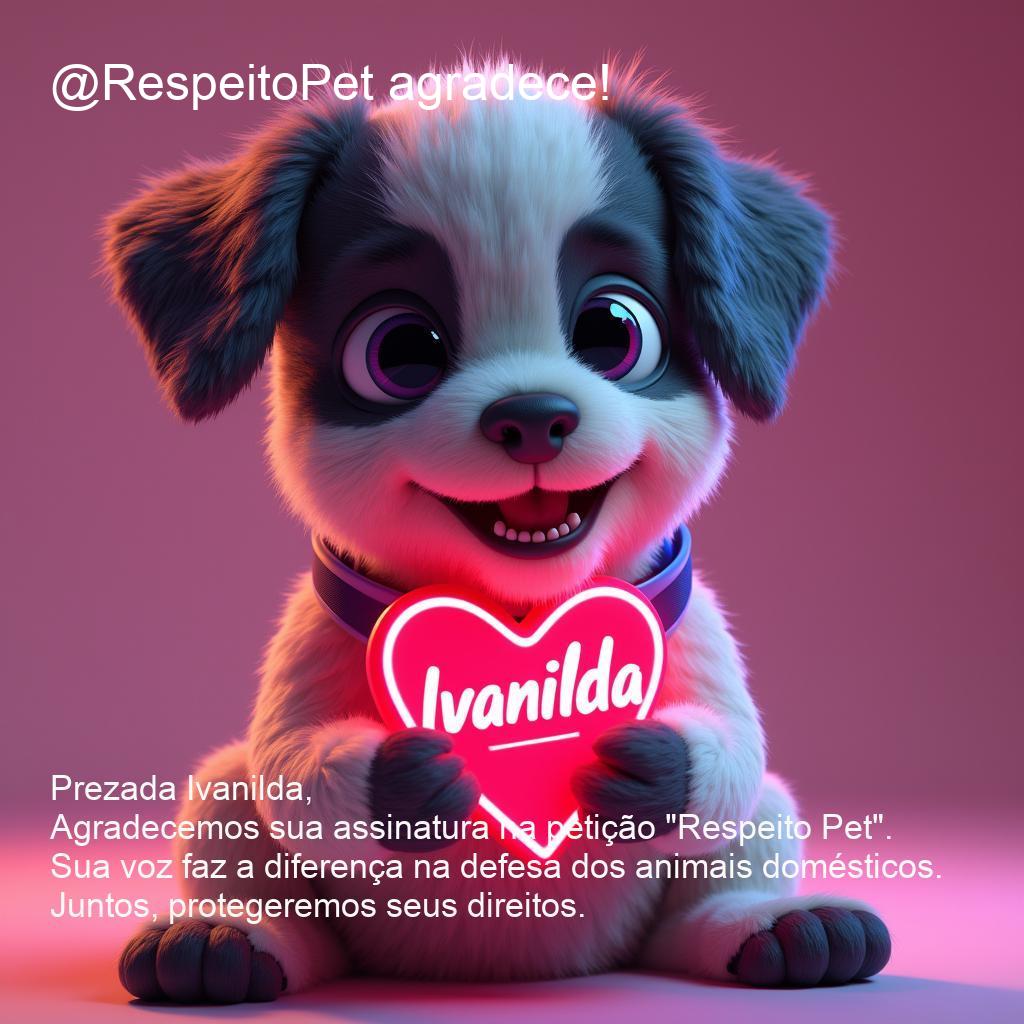 @RespeitoPet agradece!
Ivanilda
Prezada Ivanilda,
Agradecemos sua assinatura na petição "Respeito Pet".
Sua voz faz a diferença na defesa dos animais domésticos.
Juntos, protegeremos seus direitos.